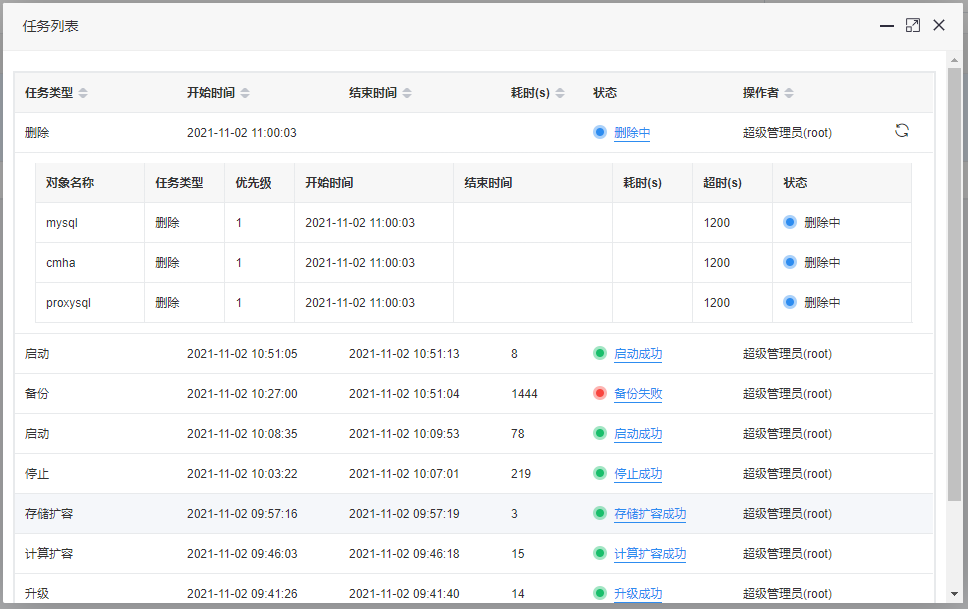 任务列表
任务类型 开始时间 结束时间 耗时(s) 状态 操作者
删除 2021-11-02 11:00:03 删除中 超级管理员(root)
对象名称 任务类型 优先级 开始时间 结束时间 耗时(s) 超时(s) 状态
mysql 删除 1 2021-11-02 11:00:03 1200 删除中
cmha 删除 1 2021-11-02 11:00:03 1200 删除中
proxysql 删除 1 2021-11-02 11:00:03 1200 删除中
启动 2021-11-02 10:51:05 2021-11-02 10:51:13 8 启动成功 超级管理员(root)
备份 2021-11-02 10:27:00 2021-11-02 10:51:04 1444 备份失败 超级管理员(root)
启动 2021-11-02 10:08:35 2021-11-02 10:09:53 78 启动成功 超级管理员(root)
停止 2021-11-02 10:03:22 2021-11-02 10:07:01 219 停止成功 超级管理员(root)
存储扩容 2021-11-02 09:57:16 2021-11-02 09:57:19 3 存储扩容成功 超级管理员(root)
计算扩容 2021-11-02 09:46:03 2021-11-02 09:46:18 15 计算扩容成功 超级管理员(root)
升级 2021-11-02 09:41:26 2021-11-02 09:41:40 14 升级成功 超级管理员(root)